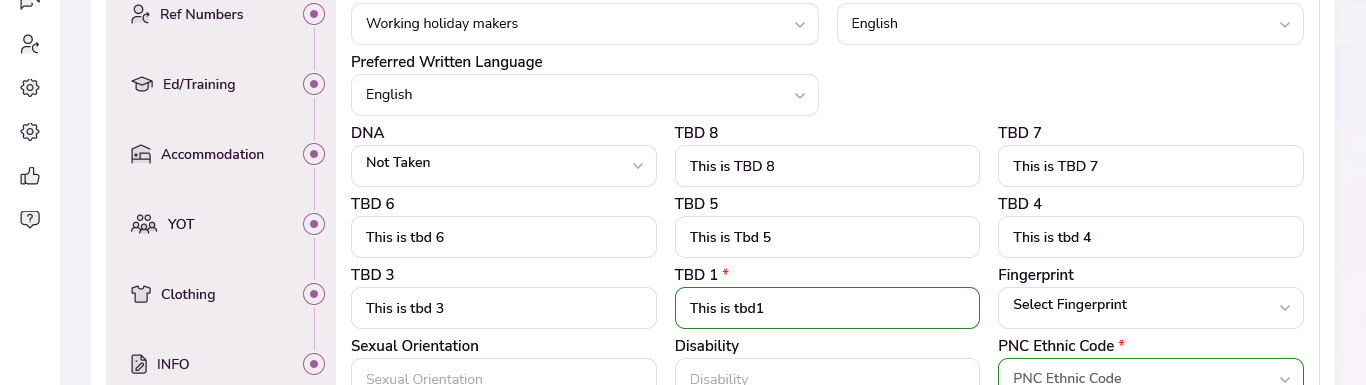 Ref Numbers
Ed/Training
Accommodation
YOT
Clothing
INFO
Working holiday makers
English
Preferred Written Language
English
DNA
TBD 8
TBD 7
Not Taken
This is TBD 8
This is TBD 7
TBD 6
TBD 5
TBD 4
This is tbd 6
This is Tbd 5
This is tbd 4
TBD 3
TBD 1 *
Fingerprint
This is tbd 3
This is tbd1
Select Fingerprint
Sexual Orientation
Disability
PNC Ethnic Code *
Sexual Orientation
Disability
PNC Ethnic Code